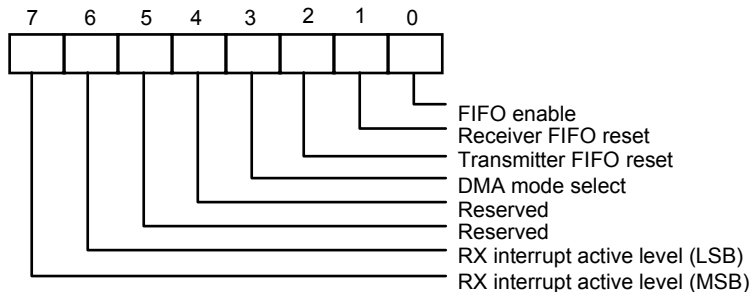 7 6 5 4 3 2 1 0
FIFO enable
Receiver FIFO reset
Transmitter FIFO reset
DMA mode select
Reserved
Reserved
RX interrupt active level (LSB)
RX interrupt active level (MSB)